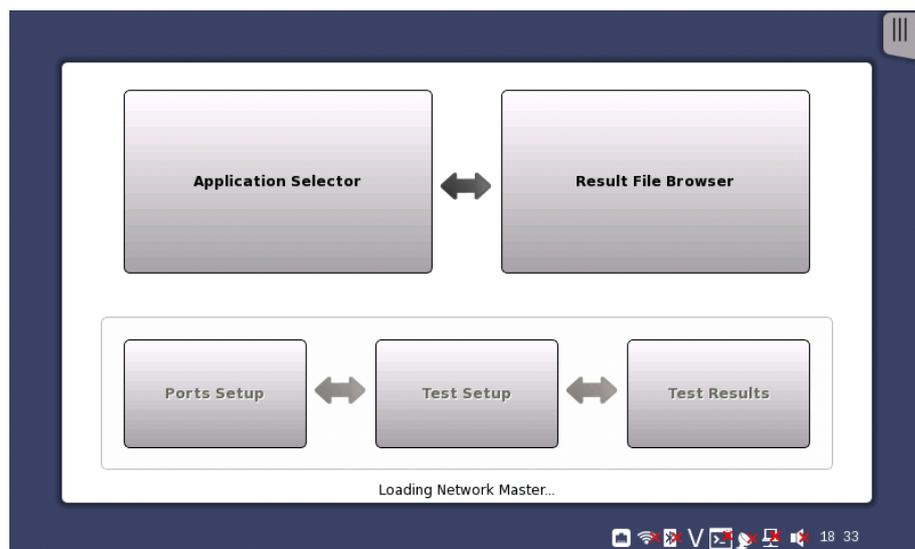 Application Selector
Result File Browser
Ports Setup
Test Setup
Test Results
Loading Network Master...
V
18 33